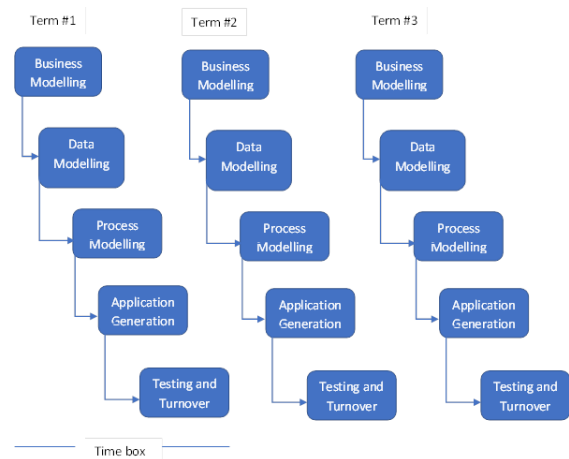 Term #1
Term #2
Term #3
Business
Modelling
Business
Modelling
Business
Modelling
Data
Modelling
Data
Modelling
Data
Modelling
Process
Modelling
Process
Modelling
Process
Modelling
Application
Generation
Application
Generation
Application
Generation
Testing and
Turnover
Testing and
Turnover
Testing and
Turnover
Time box